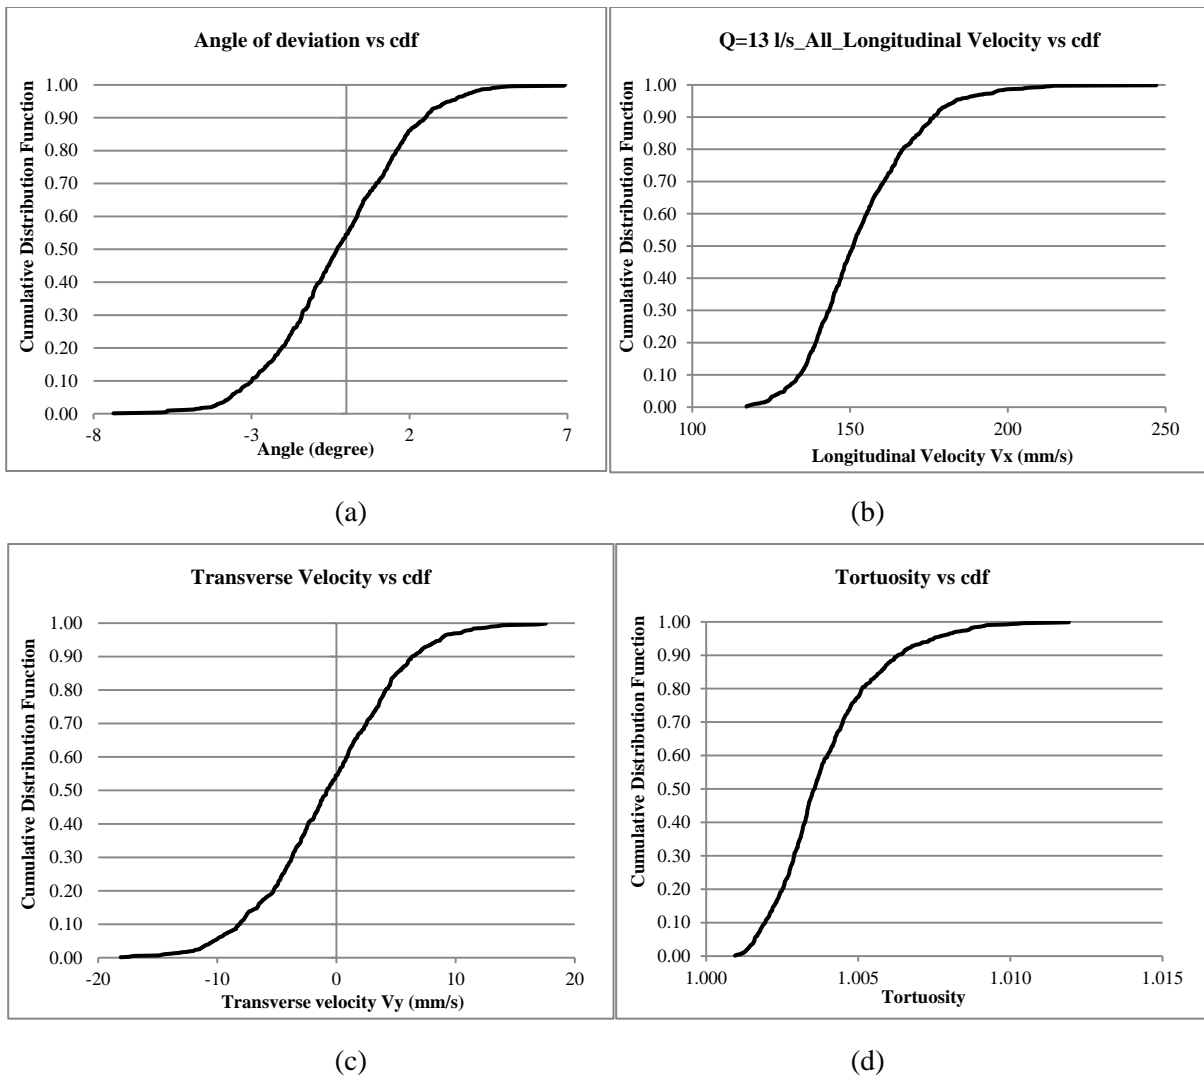 Angle of deviation vs cdf
Cumulative Distribution Function
1.00
0.90
0.80
0.70
0.60
0.50
0.40
0.30
0.20
0.10
0.00
-8 -3 2 7
Angle (degree)
(a)
Q=13 l/s_All_Longitudinal Velocity vs cdf
Cumulative Distribution Function
1.00
0.90
0.80
0.70
0.60
0.50
0.40
0.30
0.20
0.10
0.00
100 150 200 250
Longitudinal Velocity Vx (mm/s)
(b)
Transverse Velocity vs cdf
Cumulative Distribution Function
1.00
0.90
0.80
0.70
0.60
0.50
0.40
0.30
0.20
0.10
0.00
-20 -10 0 10 20
Transverse velocity Vy (mm/s)
(c)
Tortuosity vs cdf
Cumulative Distribution Function
1.00
0.90
0.80
0.70
0.60
0.50
0.40
0.30
0.20
0.10
0.00
1.000 1.005 1.010 1.015
Tortuosity
(d)